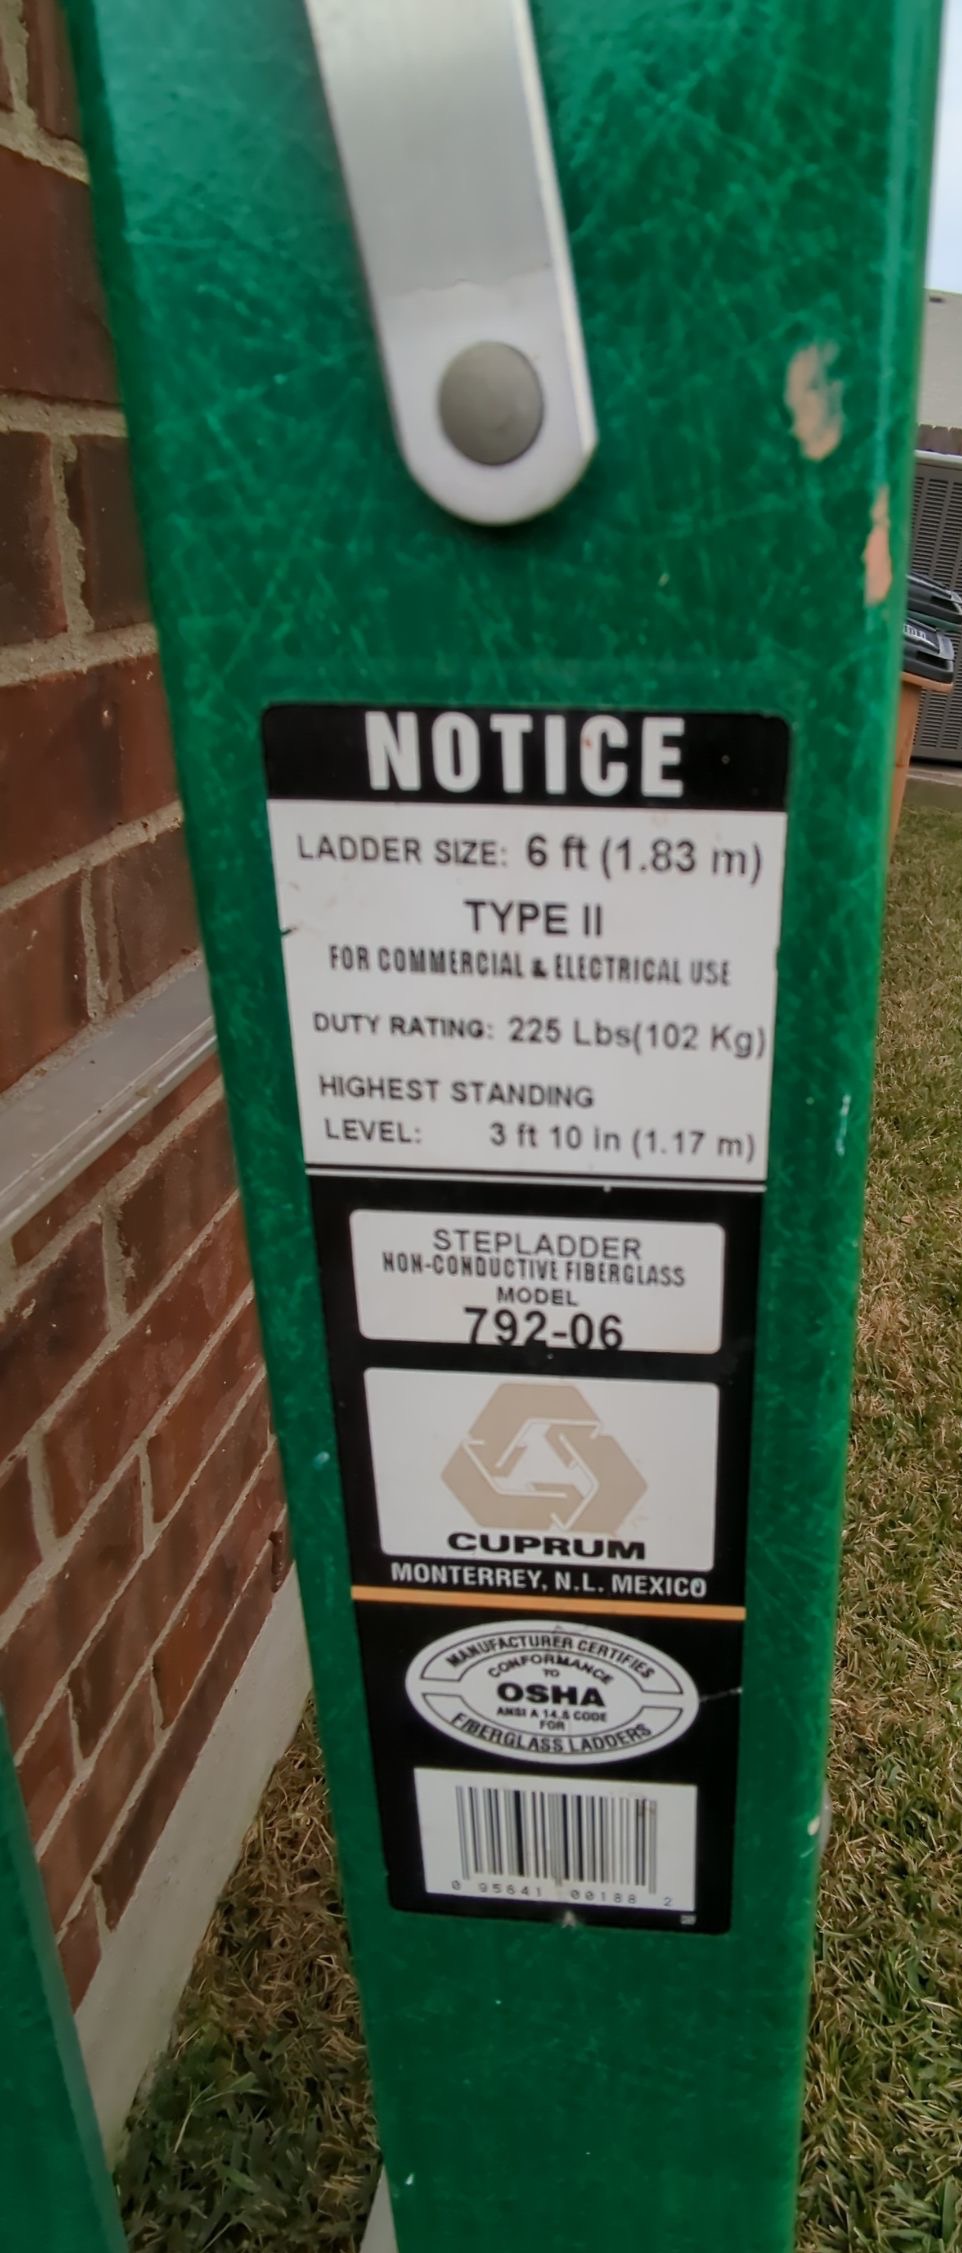 NOTICE
LADDER SIZE: 6 ft (1.83 m)
TYPE II
FOR COMMERCIAL & ELECTRICAL USE
DUTY RATING: 225 Lbs(102 Kg)
HIGHEST STANDING
LEVEL: 3 ft 10 in (1.17 m)
STEPLADDER
NON-CONDUCTIVE FIBERGLASS
MODEL
792-06
CUPRUM
MONTERREY, N.L. MEXICO
MANUFACTURER CERTIFIES
CONFORMANCE
TO
OSHA
ANSI A 14.5 CODE
FOR
FIBERGLASS LADDERS
0 95641 00188 2